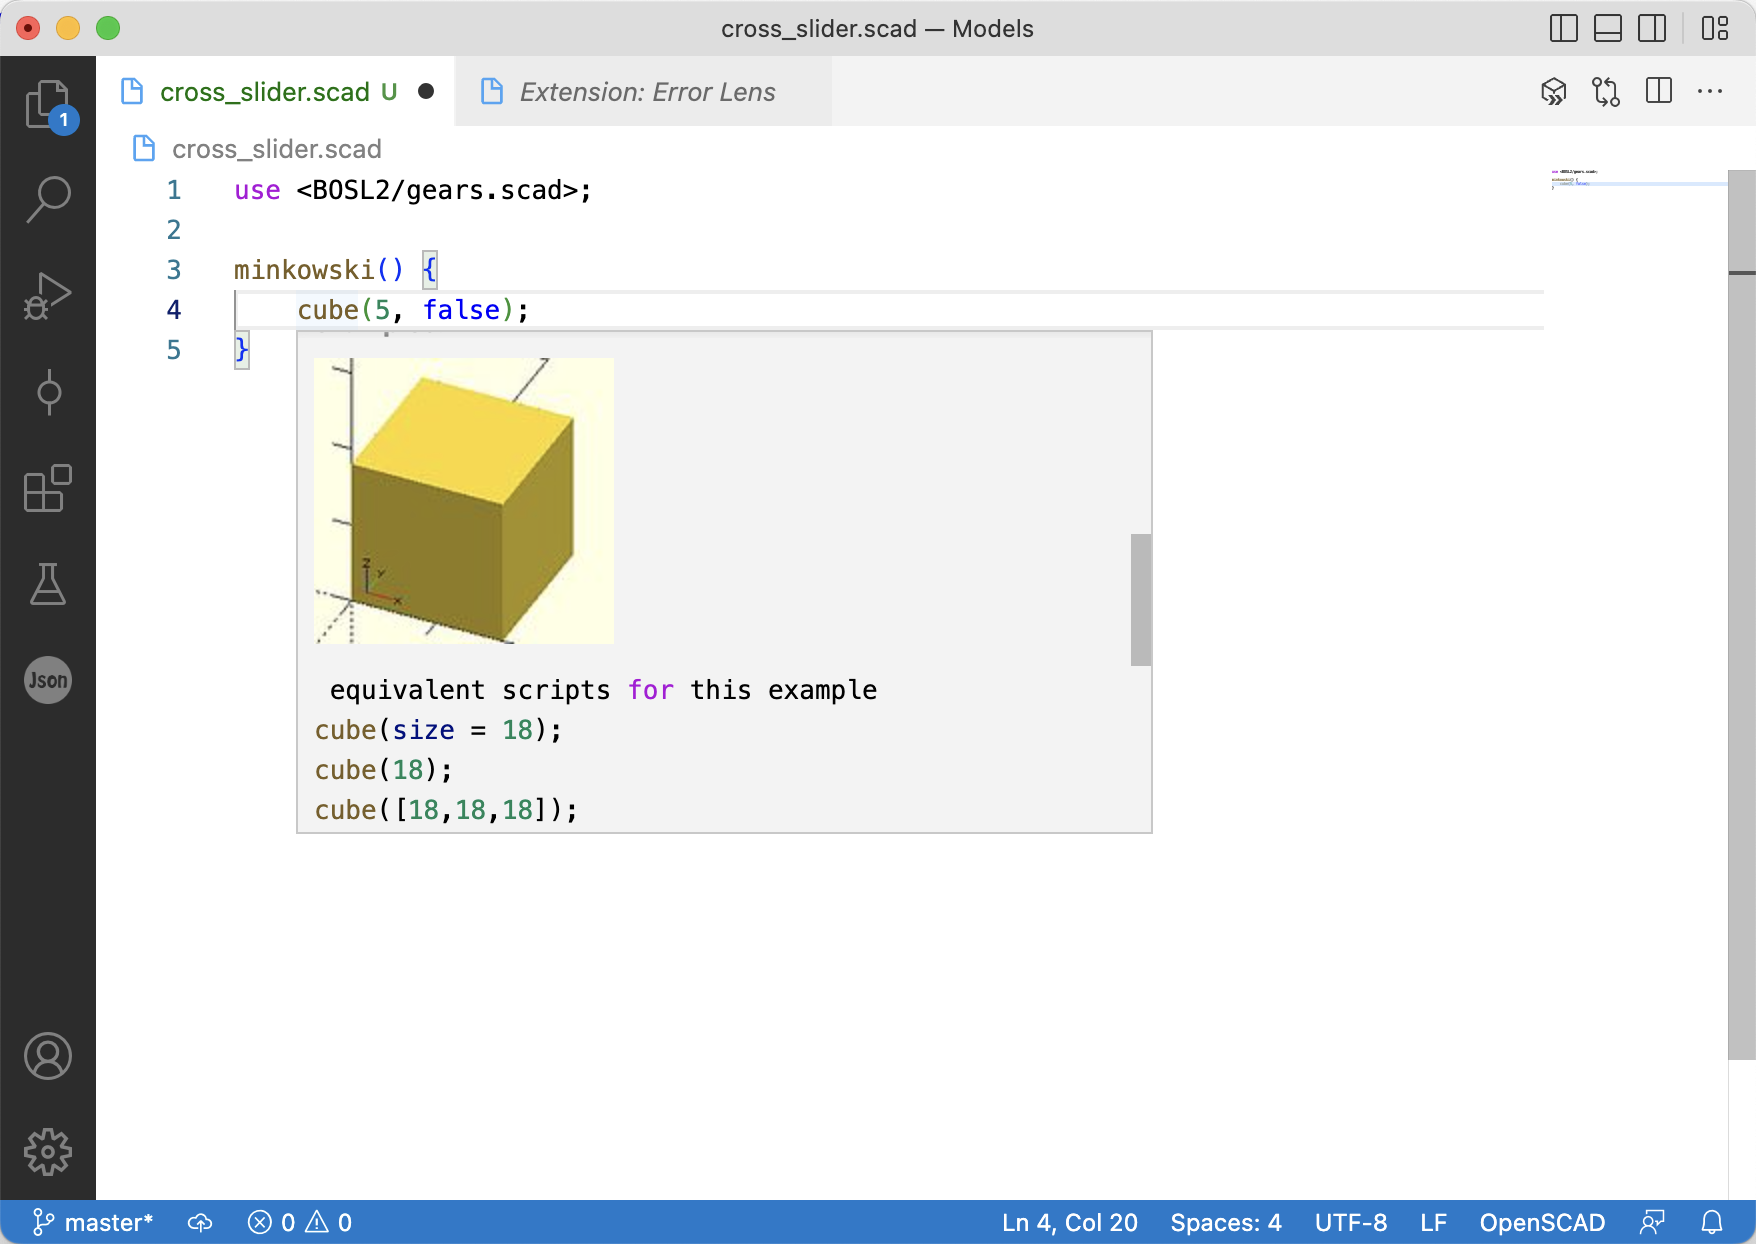 cross_slider.scad — Models
cross_slider.scad U
Extension: Error Lens
1
cross_slider.scad
1 use <BOSL2/gears.scad>;
2
3 minkowski() {
4 cube(5, false);
5 }
Z
Y
X
equivalent scripts for this example
cube(size = 18);
cube(18);
cube([18,18,18]);
Json
master* 0 0 Ln 4, Col 20 Spaces: 4 UTF-8 LF OpenSCAD